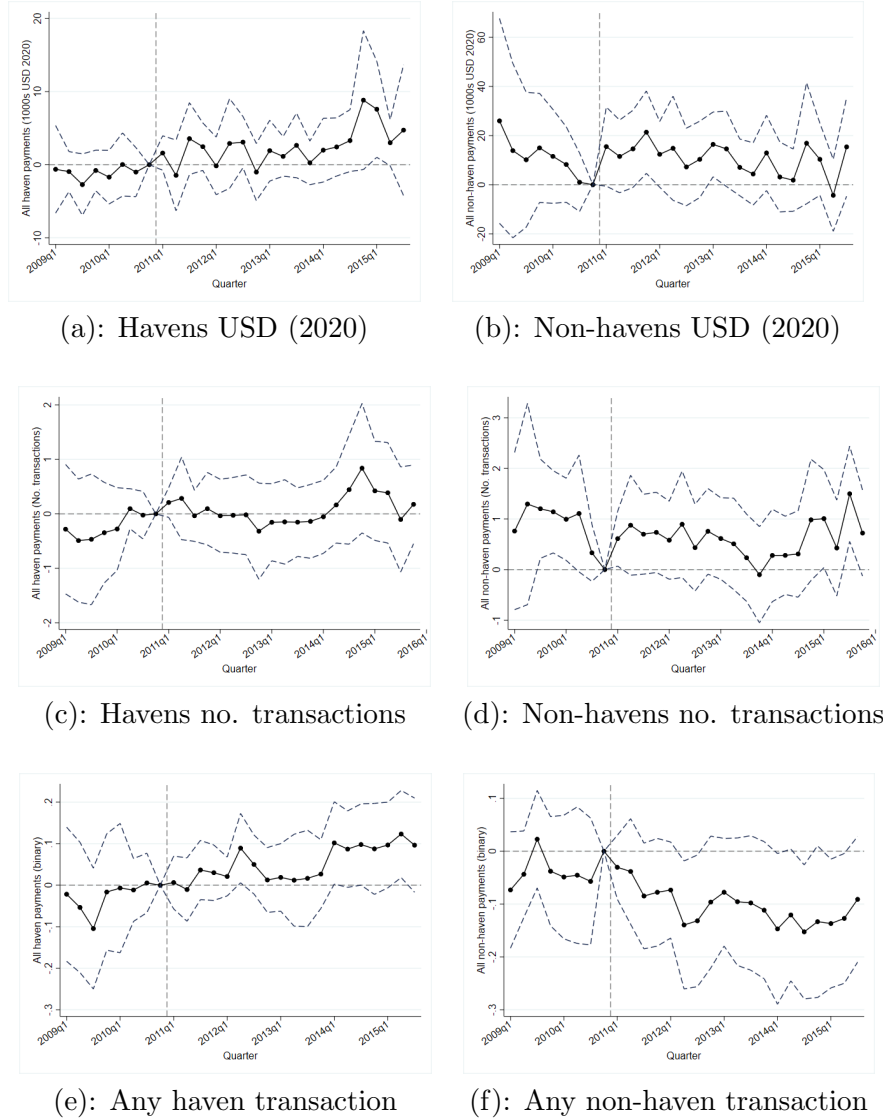 All haven payments (1000s USD 2020)
20
10
0
-10
2009q1 2010q1 2011q1 2012q1 2013q1 2014q1 2015q1
Quarter
All non-haven payments (1000s USD 2020)
60
40
20
0
-20
2009q1 2010q1 2011q1 2012q1 2013q1 2014q1 2015q1
Quarter
(a): Havens USD (2020)
(b): Non-havens USD (2020)
All haven payments (No. transactions)
2
1
0
-1
-2
2009q1 2010q1 2011q1 2012q1 2013q1 2014q1 2015q1 2016q1
Quarter
All non-haven payments (No. transactions)
3
2
1
0
-1
2009q1 2010q1 2011q1 2012q1 2013q1 2014q1 2015q1 2016q1
Quarter
(c): Havens no. transactions
(d): Non-havens no. transactions
All haven payments (binary)
.2
.1
0
-.1
-.2
-.3
2009q1 2010q1 2011q1 2012q1 2013q1 2014q1 2015q1
Quarter
All non-haven payments (binary)
.1
0
-.1
-.2
-.3
2009q1 2010q1 2011q1 2012q1 2013q1 2014q1 2015q1
Quarter
(e): Any haven transaction
(f): Any non-haven transaction